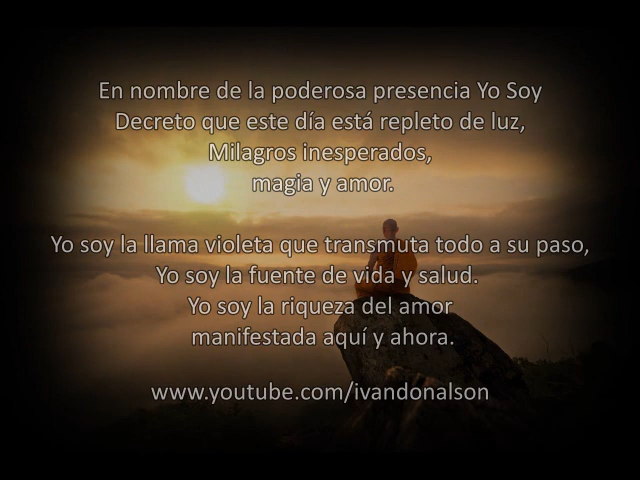 En nombre de la poderosa presencia Yo Soy
Decreto que este día está repleto de luz,
Milagros inesperados,
magia y amor.
Yo soy la llama violeta que transmuta todo a su paso,
Yo soy la fuente de vida y salud.
Yo soy la riqueza del amor
manifestada aquí y ahora.
www.youtube.com/ivandonalson